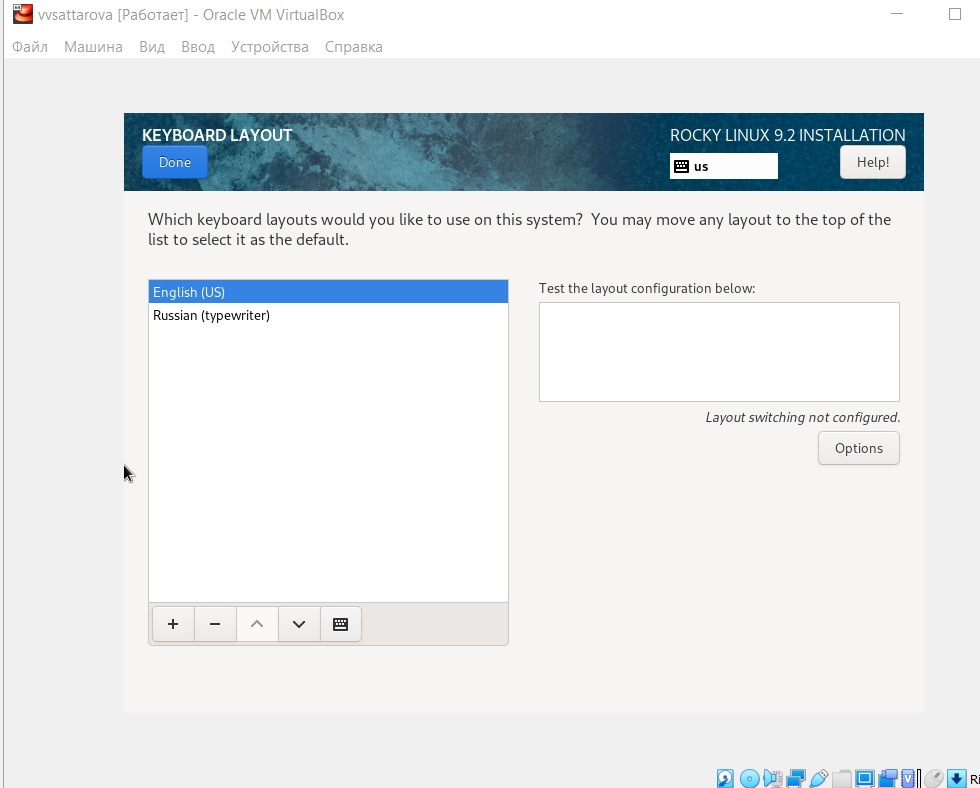 vvsattarova [Работает] - Oracle VM VirtualBox
Файл Машина Вид Ввод Устройства Справка
KEYBOARD LAYOUT
ROCKY LINUX 9.2 INSTALLATION
Done
us
Help!
Which keyboard layouts would you like to use on this system? You may move any layout to the top of the
list to select it as the default.
English (US)
Russian (typewriter)
Test the layout configuration below:
Layout switching not configured.
Options
Ri